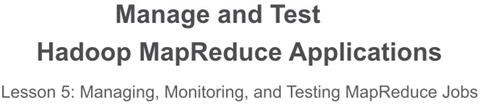 Manage and Test
Hadoop MapReduce Applications
Lesson 5: Managing, Monitoring, and Testing MapReduce Jobs